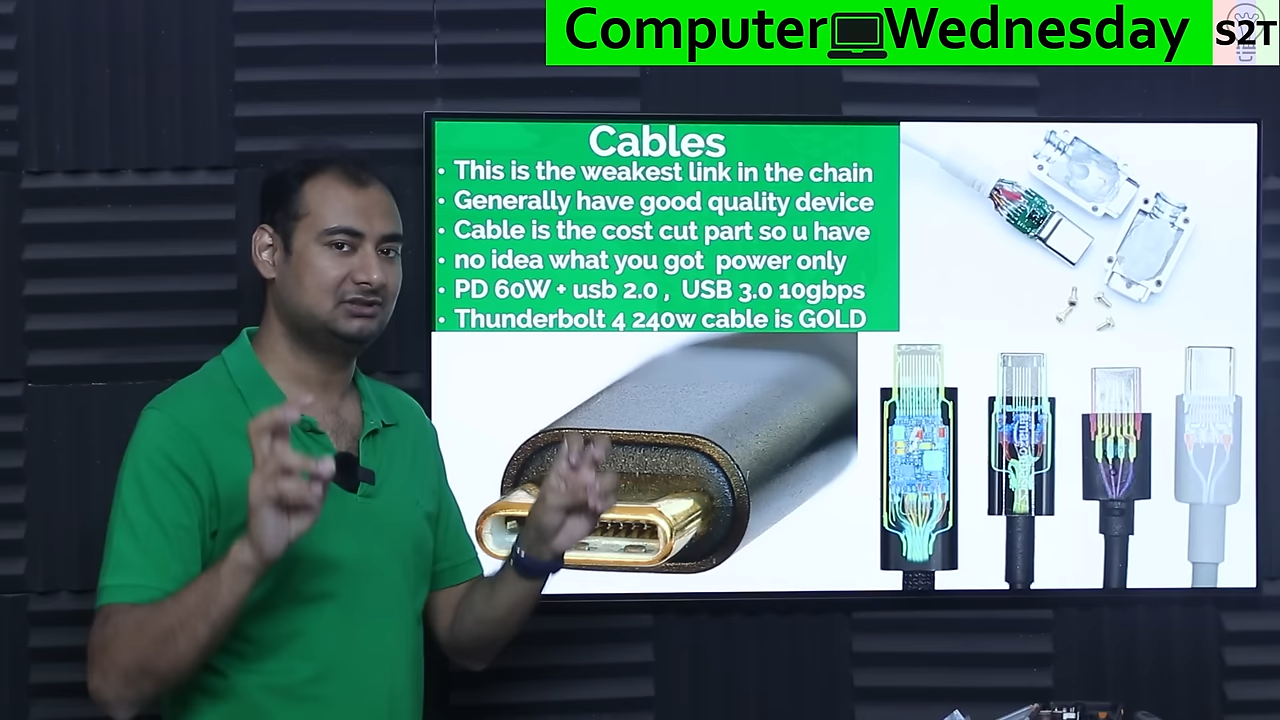 Computer Wednesday S2T
Cables
• This is the weakest link in the chain
• Generally have good quality device
• Cable is the cost cut part so u have
• no idea what you got power only
• PD 60W + usb 2.0 , USB 3.0 10gbps
• Thunderbolt 4 240w cable is GOLD